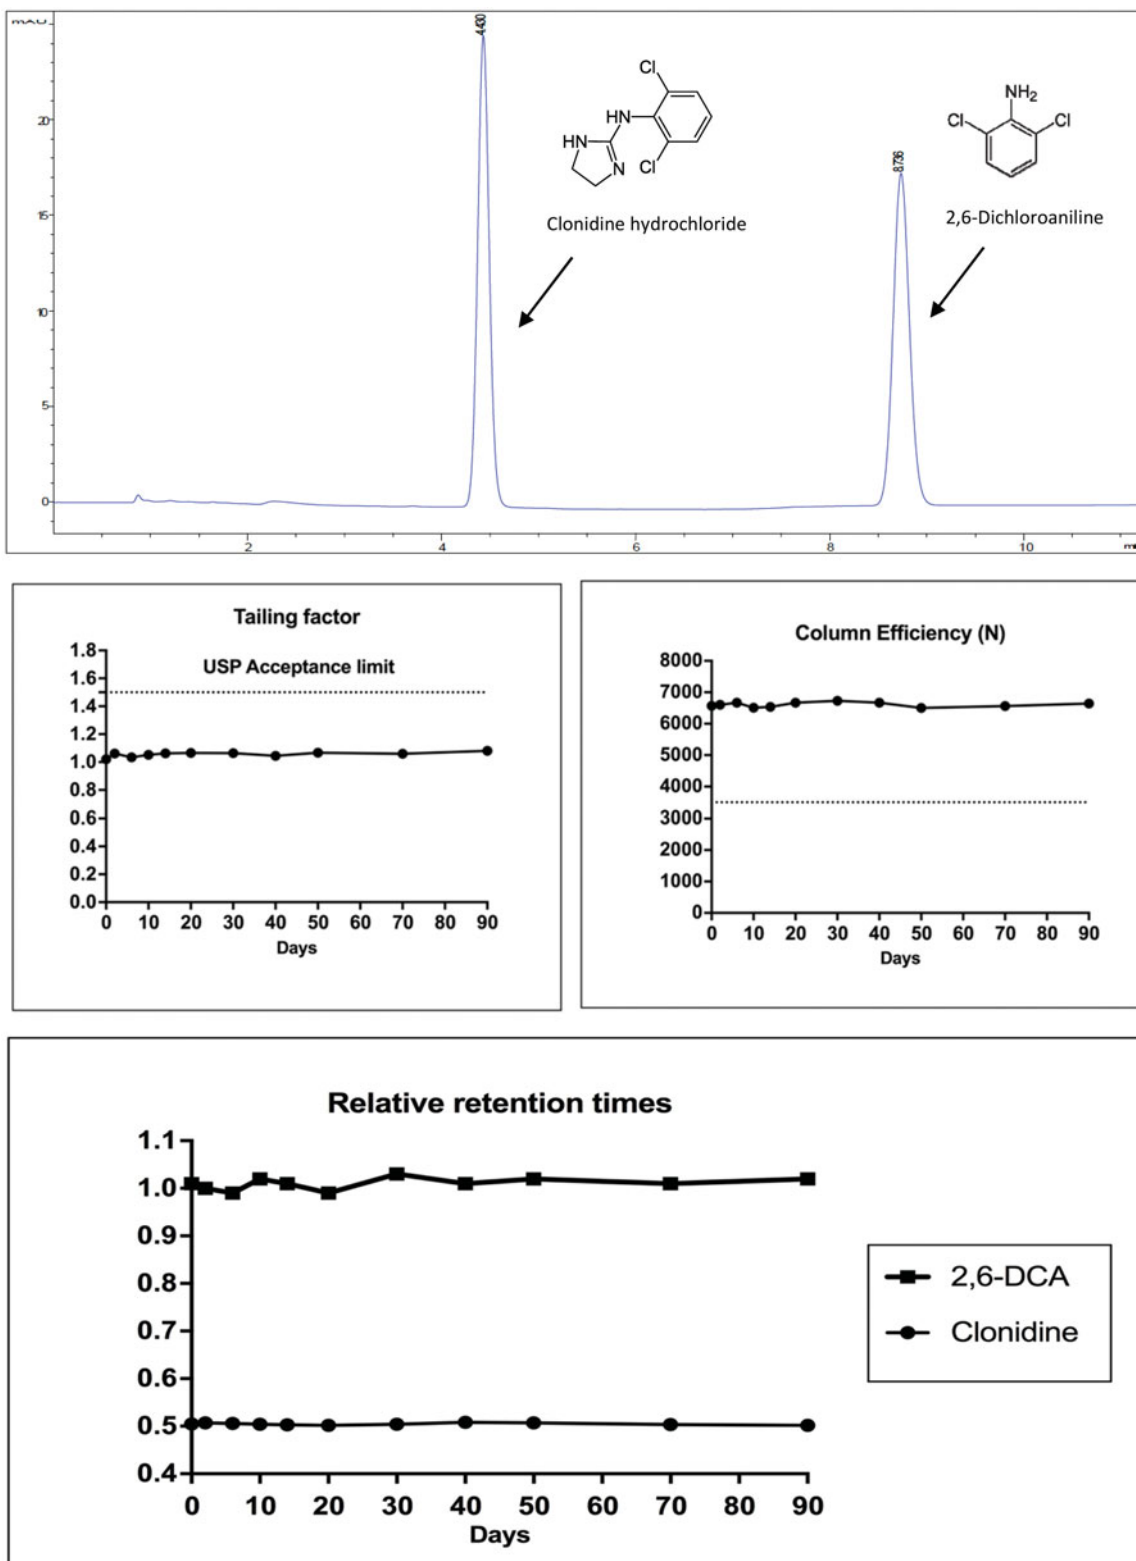 mAU
4.430
8.736
20
15
10
5
0
2
4
6
8
10
Cl
HN
HN
N
Cl
Clonidine hydrochloride
NH2
Cl
Cl
2,6-Dichloroaniline
Tailing factor
USP Acceptance limit
1.8
1.6
1.4
1.2
1.0
0.8
0.6
0.4
0.2
0.0
0 10 20 30 40 50 60 70 80 90
Days
Column Efficiency (N)
8000
7000
6000
5000
4000
3000
2000
1000
0
0 10 20 30 40 50 60 70 80 90
Days
Relative retention times
1.1
1.0
0.9
0.8
0.7
0.6
0.5
0.4
0 10 20 30 40 50 60 70 80 90
Days
2,6-DCA
Clonidine